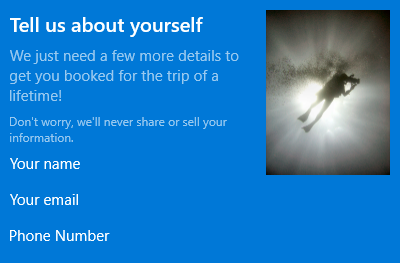 Tell us about yourself
We just need a few more details to
get you booked for the trip of a
lifetime!
Don't worry, we'll never share or sell your
information.
Your name
Your email
Phone Number